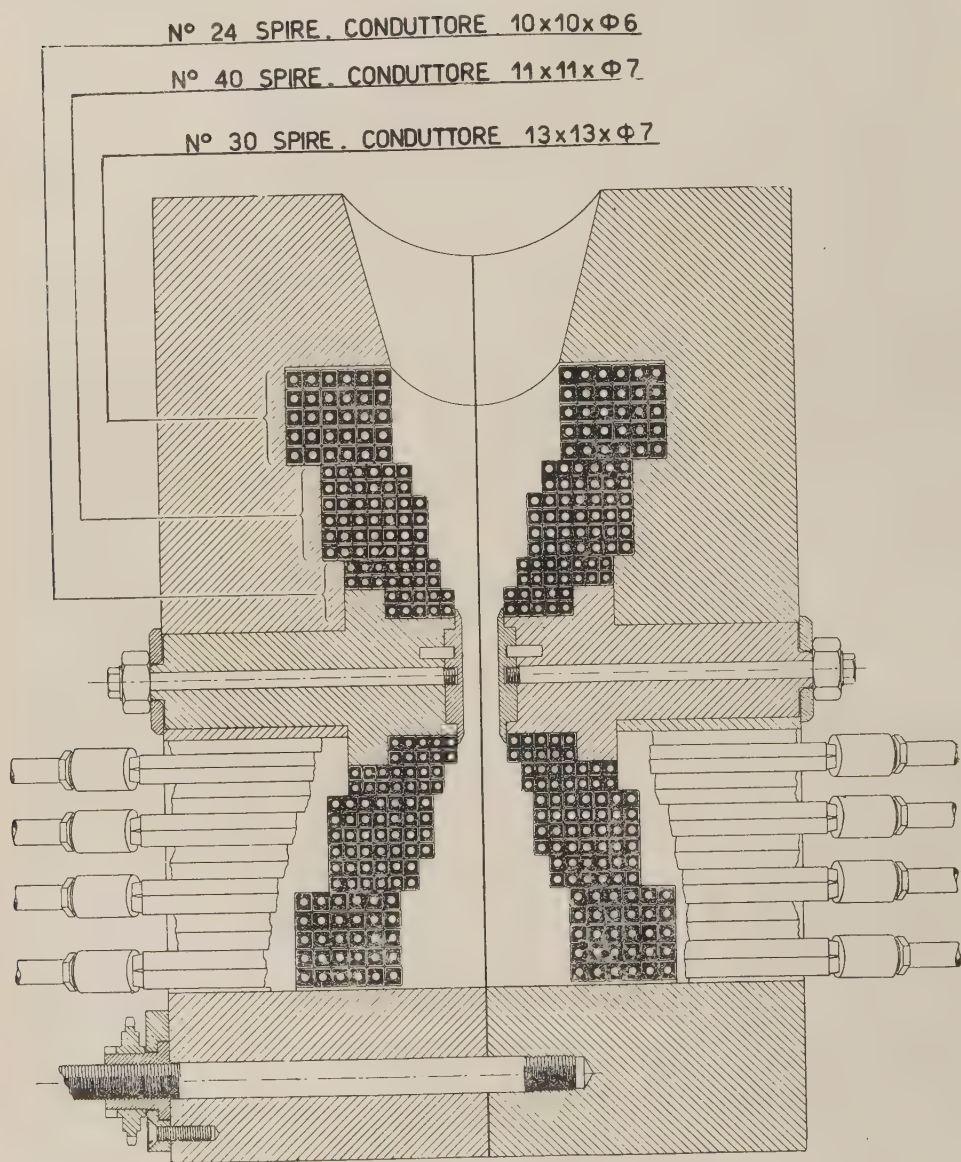 N° 24 SPIRE. CONDUTTORE 10x10xΦ6
N° 40 SPIRE. CONDUTTORE 11x11xΦ7
N° 30 SPIRE. CONDUTTORE 13x13xΦ7